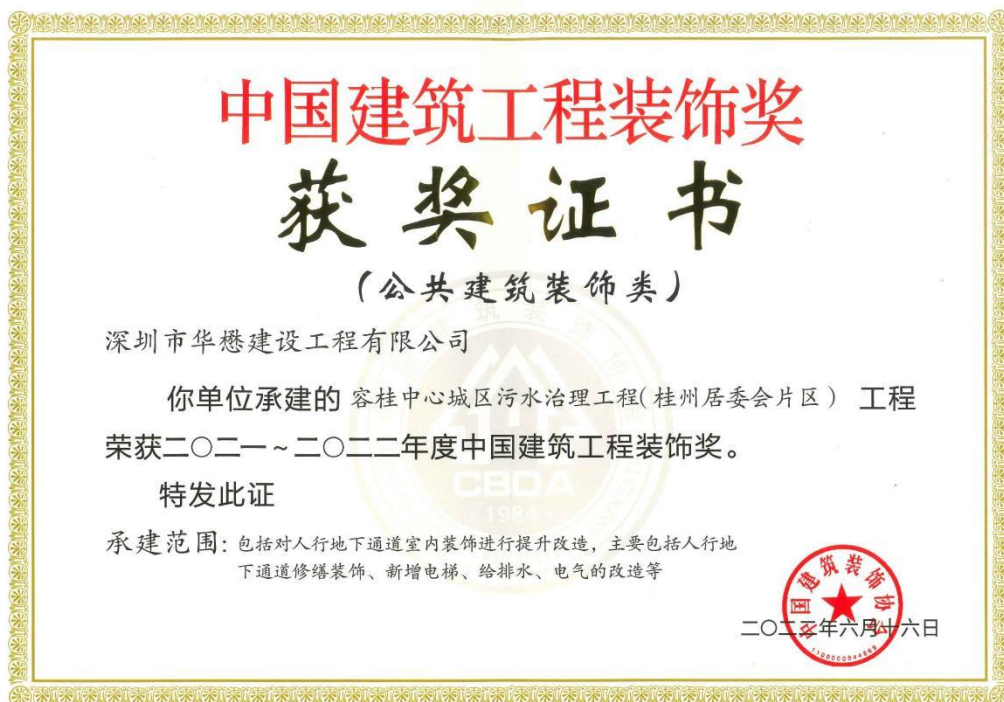 中国建筑工程装饰奖
获奖证书
(公共建筑装饰类)
深圳市华懋建设工程有限公司
你单位承建的 容桂中心城区污水治理工程(桂州居委会片区) 工程
荣获二〇二一~二〇二二年度中国建筑工程装饰奖。
特发此证
承建范围:包括对人行地下通道室内装饰进行提升改造,主要包括人行地
下通道修缮装饰、新增电梯、给排水、电气的改造等
中国建筑装饰协会
二〇二三年六月十六日
CBDA
·1984·